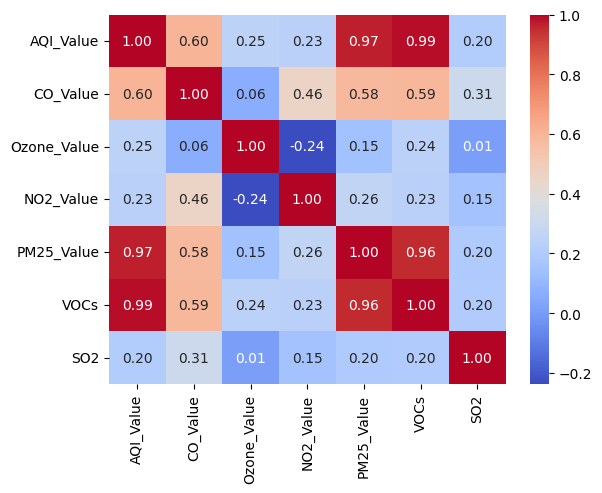 AQI_Value 1.00 0.60 0.25 0.23 0.97 0.99 0.20
CO_Value 0.60 1.00 0.06 0.46 0.58 0.59 0.31
Ozone_Value 0.25 0.06 1.00 -0.24 0.15 0.24 0.01
NO2_Value 0.23 0.46 -0.24 1.00 0.26 0.23 0.15
PM25_Value 0.97 0.58 0.15 0.26 1.00 0.96 0.20
VOCs 0.99 0.59 0.24 0.23 0.96 1.00 0.20
SO2 0.20 0.31 0.01 0.15 0.20 0.20 1.00
AQI_Value CO_Value Ozone_Value NO2_Value PM25_Value VOCs SO2
1.0
0.8
0.6
0.4
0.2
0.0
−0.2